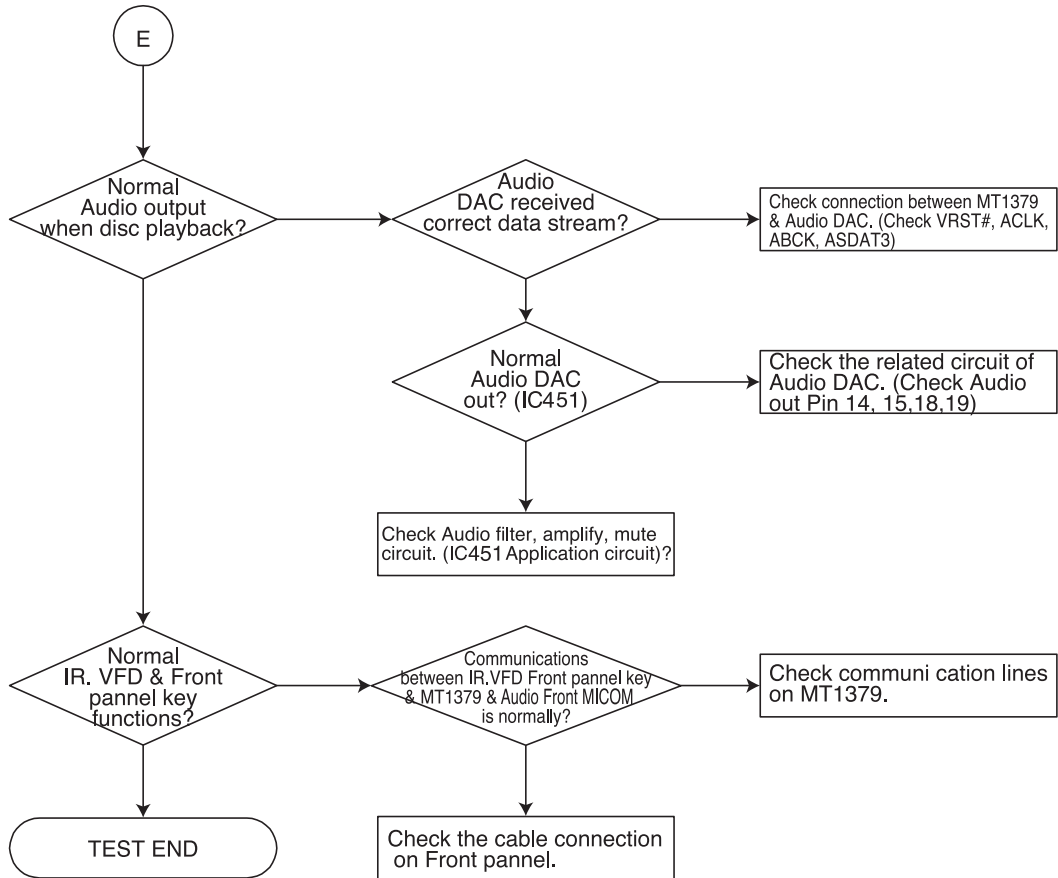 E
Normal
Audio output
when disc playback?
Audio
DAC received
correct data stream?
Check connection between MT1379
& Audio DAC. (Check VRST#, ACLK,
ABCK, ASDAT3)
Normal
Audio DAC
out? (IC451)
Check the related circuit of
Audio DAC. (Check Audio
out Pin 14, 15,18,19)
Check Audio filter, amplify, mute
circuit. (IC451 Application circuit)?
Normal
IR. VFD & Front
pannel key
functions?
Communications
between IR.VFD Front pannel key
& MT1379 & Audio Front MICOM
is normally?
Check communi cation lines
on MT1379.
TEST END
Check the cable connection
on Front pannel.